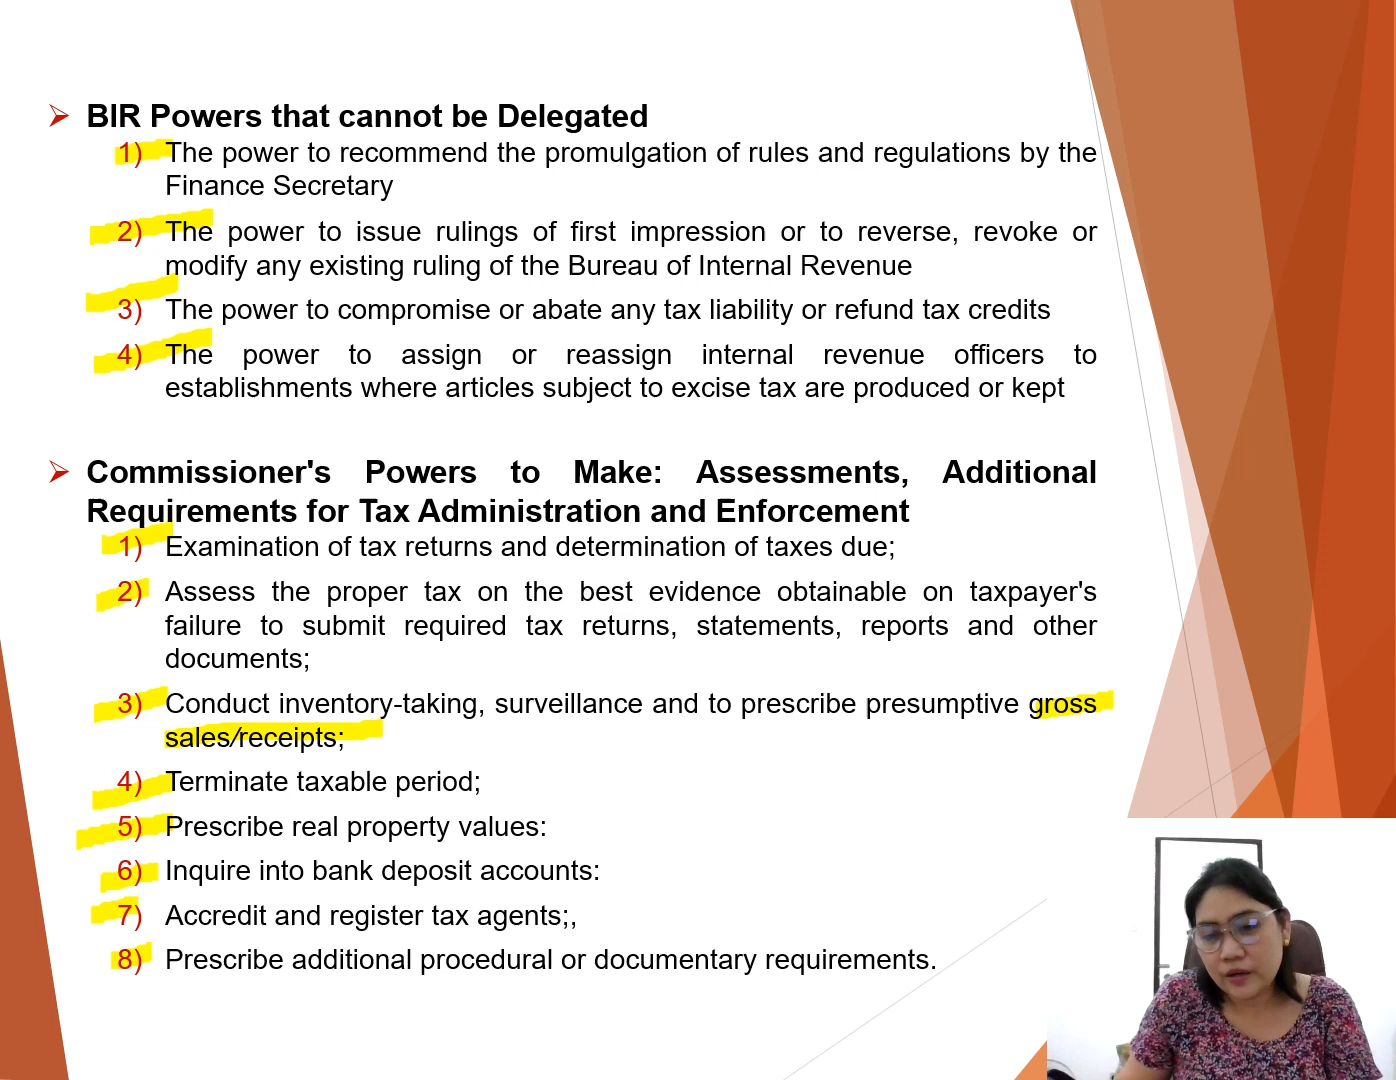 BIR Powers that cannot be Delegated
1) The power to recommend the promulgation of rules and regulations by the
Finance Secretary
2) The power to issue rulings of first impression or to reverse, revoke or
modify any existing ruling of the Bureau of Internal Revenue
3) The power to compromise or abate any tax liability or refund tax credits
4) The power to assign or reassign internal revenue officers to
establishments where articles subject to excise tax are produced or kept
Commissioner's Powers to Make: Assessments, Additional
Requirements for Tax Administration and Enforcement
1) Examination of tax returns and determination of taxes due;
2) Assess the proper tax on the best evidence obtainable on taxpayer's
failure to submit required tax returns, statements, reports and other
documents;
3) Conduct inventory-taking, surveillance and to prescribe presumptive gross
sales/receipts;
4) Terminate taxable period;
5) Prescribe real property values:
6) Inquire into bank deposit accounts:
7) Accredit and register tax agents;,
8) Prescribe additional procedural or documentary requirements.